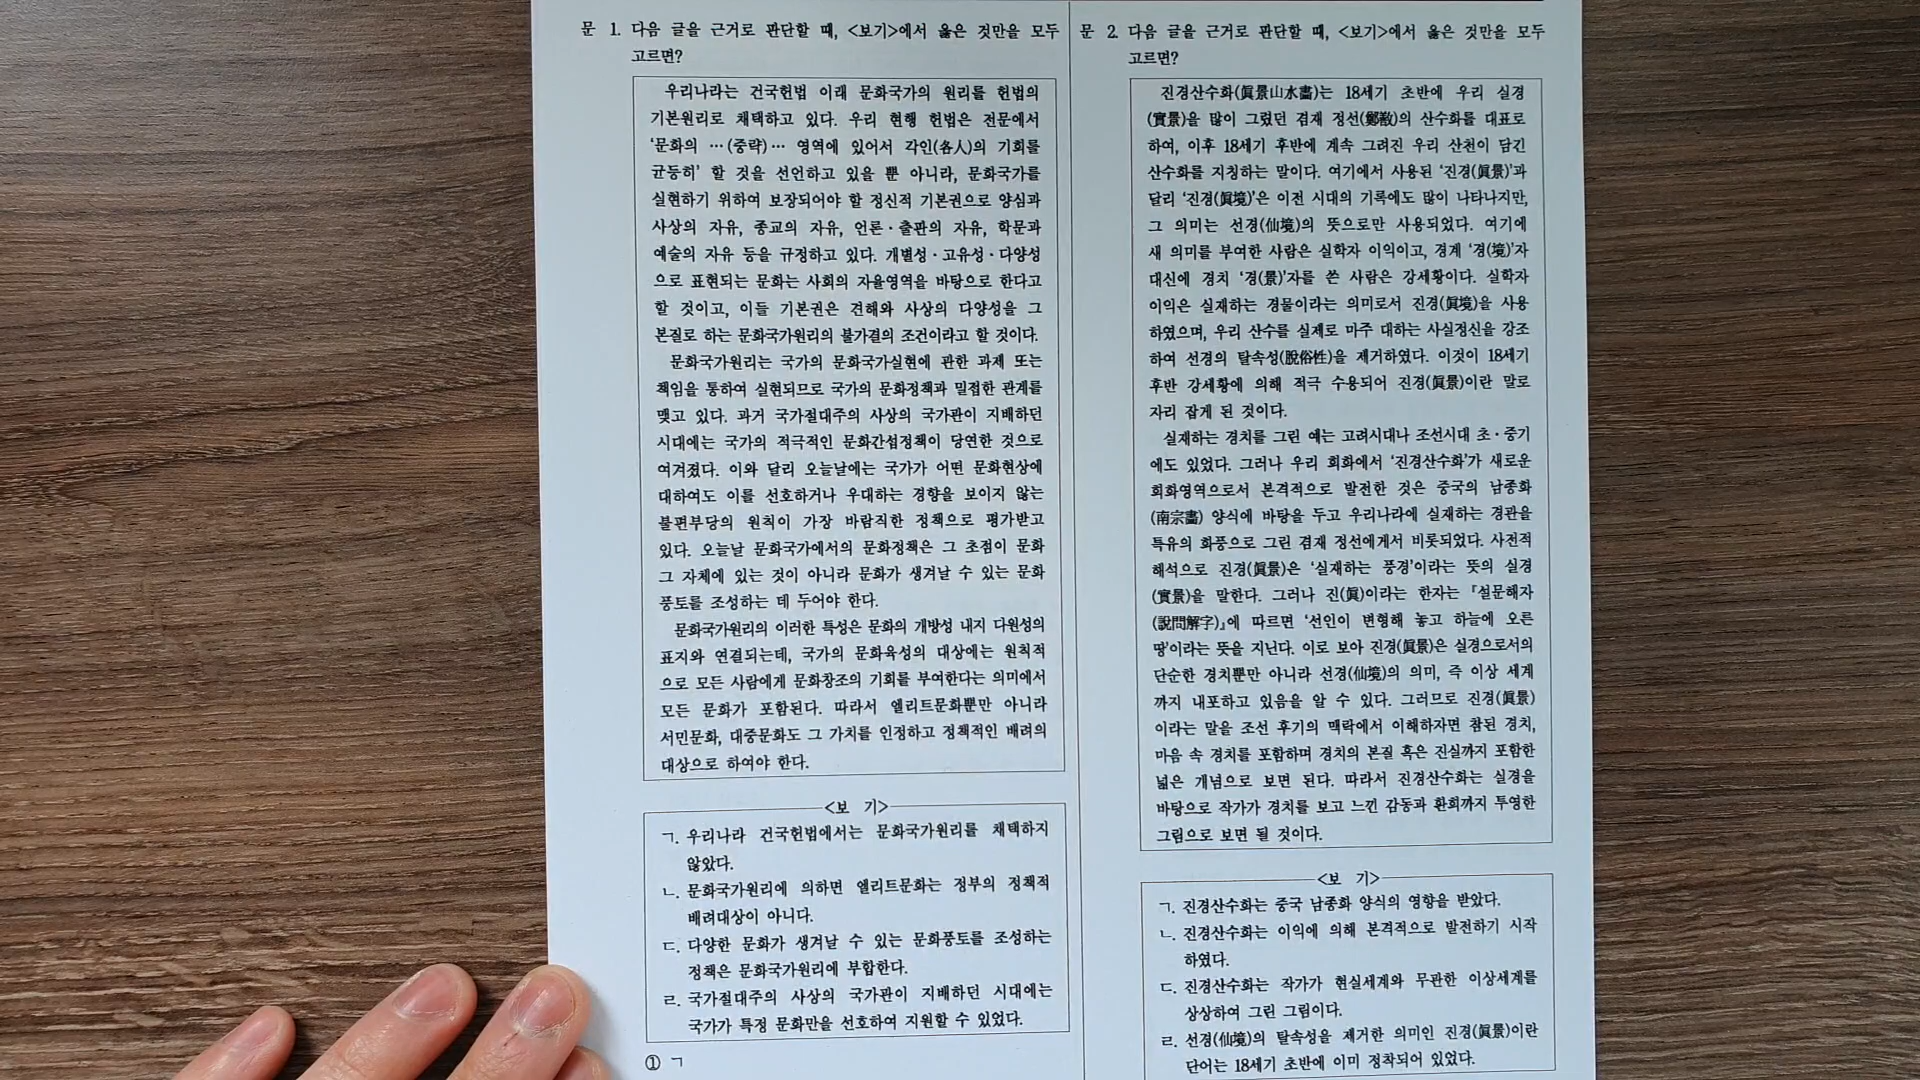 문 1. 다음 글을 근거로 판단할 때, <보기>에서 옳은 것만을 모두
고르면?
우리나라는 건국헌법 이래 문화국가의 원리를 헌법의
기본원리로 채택하고 있다. 우리 현행 헌법은 전문에서
‘문화의 …(중략)… 영역에 있어서 각인(各人)의 기회를
균등히’ 할 것을 선언하고 있을 뿐 아니라, 문화국가를
실현하기 위하여 보장되어야 할 정신적 기본권으로 양심과
사상의 자유, 종교의 자유, 언론·출판의 자유, 학문과
예술의 자유 등을 규정하고 있다. 개별성·고유성·다양성
으로 표현되는 문화는 사회의 자율영역을 바탕으로 한다고
할 것이고, 이들 기본권은 견해와 사상의 다양성을 그
본질로 하는 문화국가원리의 불가결의 조건이라고 할 것이다.
문화국가원리는 국가의 문화국가실현에 관한 과제 또는
책임을 통하여 실현되므로 국가의 문화정책과 밀접한 관계를
맺고 있다. 과거 국가절대주의 사상의 국가관이 지배하던
시대에는 국가의 적극적인 문화간섭정책이 당연한 것으로
여겨졌다. 이와 달리 오늘날에는 국가가 어떤 문화현상에
대하여도 이를 선호하거나 우대하는 경향을 보이지 않는
불편부당의 원칙이 가장 바람직한 정책으로 평가받고
있다. 오늘날 문화국가에서의 문화정책은 그 초점이 문화
그 자체에 있는 것이 아니라 문화가 생겨날 수 있는 문화
풍토를 조성하는 데 두어야 한다.
문화국가원리의 이러한 특성은 문화의 개방성 내지 다원성의
표지와 연결되는데, 국가의 문화육성의 대상에는 원칙적
으로 모든 사람에게 문화창조의 기회를 부여한다는 의미에서
모든 문화가 포함된다. 따라서 엘리트문화뿐만 아니라
서민문화, 대중문화도 그 가치를 인정하고 정책적인 배려의
대상으로 하여야 한다.
<보 기>
ㄱ. 우리나라 건국헌법에서는 문화국가원리를 채택하지
않았다.
ㄴ. 문화국가원리에 의하면 엘리트문화는 정부의 정책적
배려대상이 아니다.
ㄷ. 다양한 문화가 생겨날 수 있는 문화풍토를 조성하는
정책은 문화국가원리에 부합한다.
ㄹ. 국가절대주의 사상의 국가관이 지배하던 시대에는
국가가 특정 문화만을 선호하여 지원할 수 있었다.
① ㄱ
문 2. 다음 글을 근거로 판단할 때, <보기>에서 옳은 것만을 모두
고르면?
진경산수화(眞景山水畵)는 18세기 초반에 우리 실경
(實景)을 많이 그렸던 겸재 정선(鄭敾)의 산수화를 대표로
하여, 이후 18세기 후반에 계속 그려진 우리 산천이 담긴
산수화를 지칭하는 말이다. 여기에서 사용된 ‘진경(眞景)’과
달리 ‘진경(眞境)’은 이전 시대의 기록에도 많이 나타나지만,
그 의미는 선경(仙境)의 뜻으로만 사용되었다. 여기에
새 의미를 부여한 사람은 실학자 이익이고, 경계 ‘경(境)’자
대신에 경치 ‘경(景)’자를 쓴 사람은 강세황이다. 실학자
이익은 실재하는 경물이라는 의미로서 진경(眞境)을 사용
하였으며, 우리 산수를 실제로 마주 대하는 사실정신을 강조
하여 선경의 탈속성(脫俗性)을 제거하였다. 이것이 18세기
후반 강세황에 의해 적극 수용되어 진경(眞景)이란 말로
자리 잡게 된 것이다.
실재하는 경치를 그린 예는 고려시대나 조선시대 초·중기
에도 있었다. 그러나 우리 회화에서 ‘진경산수화’가 새로운
회화영역으로서 본격적으로 발전한 것은 중국의 남종화
(南宗畵) 양식에 바탕을 두고 우리나라에 실재하는 경관을
특유의 화풍으로 그린 겸재 정선에게서 비롯되었다. 사전적
해석으로 진경(眞景)은 ‘실재하는 풍경’이라는 뜻의 실경
(實景)을 말한다. 그러나 진(眞)이라는 한자는 『설문해자
(說問解字)』에 따르면 ‘선인이 변형해 놓고 하늘에 오른
땅’이라는 뜻을 지닌다. 이로 보아 진경(眞景)은 실경으로서의
단순한 경치뿐만 아니라 선경(仙境)의 의미, 즉 이상 세계
까지 내포하고 있음을 알 수 있다. 그러므로 진경(眞景)
이라는 말을 조선 후기의 맥락에서 이해하자면 참된 경치,
마음 속 경치를 포함하며 경치의 본질 혹은 진실까지 포함한
넓은 개념으로 보면 된다. 따라서 진경산수화는 실경을
바탕으로 작가가 경치를 보고 느낀 감동과 환희까지 투영한
그림으로 보면 될 것이다.
<보 기>
ㄱ. 진경산수화는 중국 남종화 양식의 영향을 받았다.
ㄴ. 진경산수화는 이익에 의해 본격적으로 발전하기 시작
하였다.
ㄷ. 진경산수화는 작가가 현실세계와 무관한 이상세계를
상상하여 그린 그림이다.
ㄹ. 선경(仙境)의 탈속성을 제거한 의미인 진경(眞景)이란
단어는 18세기 초반에 이미 정착되어 있었다.